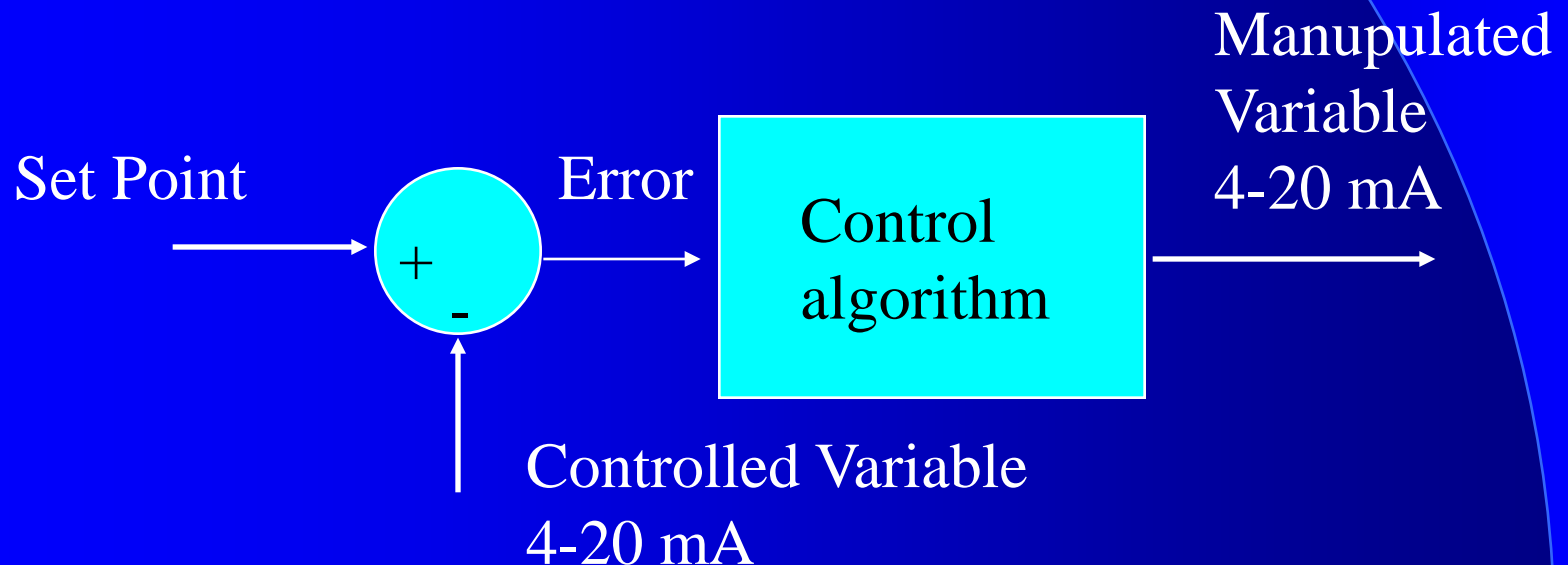 Set Point
+
-
Error
Control
algorithm
Manupulated
Variable
4-20 mA
Controlled Variable
4-20 mA